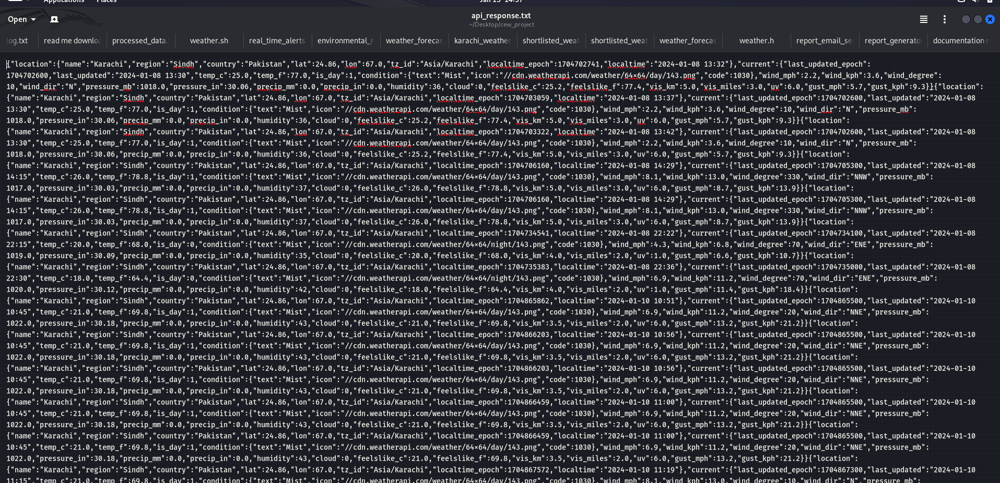 Applications Places Jan 13 14:57
Open api_response.txt
~/Desktop/cew_project
log.txt read me downlo processed_data. weather.sh real_time_alerts environmental_r weather_forecas karachi_weather shortlisted_weat shortlisted_weat weather_forecas weather.h report_email_se report_generato documentation r
{"location":{"name":"Karachi","region":"Sindh","country":"Pakistan","lat":24.86,"lon":67.0,"tz_id":"Asia/Karachi","localtime_epoch":1704702741,"localtime":"2024-01-08 13:32"},"current":{"last_updated_epoch":
1704702600,"last_updated":"2024-01-08 13:30","temp_c":25.0,"temp_f":77.0,"is_day":1,"condition":{"text":"Mist","icon":"//cdn.weatherapi.com/weather/64x64/day/143.png","code":1030},"wind_mph":2.2,"wind_kph":3.6,"wind_degree":
10,"wind_dir":"N","pressure_mb":1018.0,"pressure_in":30.06,"precip_mm":0.0,"precip_in":0.0,"humidity":36,"cloud":0,"feelslike_c":25.2,"feelslike_f":77.4,"vis_km":5.0,"vis_miles":3.0,"uv":6.0,"gust_mph":5.7,"gust_kph":9.3}}{"location":
{"name":"Karachi","region":"Sindh","country":"Pakistan","lat":24.86,"lon":67.0,"tz_id":"Asia/Karachi","localtime_epoch":1704703059,"localtime":"2024-01-08 13:37"},"current":{"last_updated_epoch":1704702600,"last_updated":"2024-01-08
13:30","temp_c":25.0,"temp_f":77.0,"is_day":1,"condition":{"text":"Mist","icon":"//cdn.weatherapi.com/weather/64x64/day/143.png","code":1030},"wind_mph":2.2,"wind_kph":3.6,"wind_degree":10,"wind_dir":"N","pressure_mb":
1018.0,"pressure_in":30.06,"precip_mm":0.0,"precip_in":0.0,"humidity":36,"cloud":0,"feelslike_c":25.2,"feelslike_f":77.4,"vis_km":5.0,"vis_miles":3.0,"uv":6.0,"gust_mph":5.7,"gust_kph":9.3}}{"location":
{"name":"Karachi","region":"Sindh","country":"Pakistan","lat":24.86,"lon":67.0,"tz_id":"Asia/Karachi","localtime_epoch":1704703322,"localtime":"2024-01-08 13:42"},"current":{"last_updated_epoch":1704702600,"last_updated":"2024-01-08
13:30","temp_c":25.0,"temp_f":77.0,"is_day":1,"condition":{"text":"Mist","icon":"//cdn.weatherapi.com/weather/64x64/day/143.png","code":1030},"wind_mph":2.2,"wind_kph":3.6,"wind_degree":10,"wind_dir":"N","pressure_mb":
1018.0,"pressure_in":30.06,"precip_mm":0.0,"precip_in":0.0,"humidity":36,"cloud":0,"feelslike_c":25.2,"feelslike_f":77.4,"vis_km":5.0,"vis_miles":3.0,"uv":6.0,"gust_mph":5.7,"gust_kph":9.3}}{"location":
{"name":"Karachi","region":"Sindh","country":"Pakistan","lat":24.86,"lon":67.0,"tz_id":"Asia/Karachi","localtime_epoch":1704706160,"localtime":"2024-01-08 14:29"},"current":{"last_updated_epoch":1704705300,"last_updated":"2024-01-08
14:15","temp_c":26.0,"temp_f":78.8,"is_day":1,"condition":{"text":"Mist","icon":"//cdn.weatherapi.com/weather/64x64/day/143.png","code":1030},"wind_mph":8.1,"wind_kph":13.0,"wind_degree":330,"wind_dir":"NNW","pressure_mb":
1017.0,"pressure_in":30.03,"precip_mm":0.0,"precip_in":0.0,"humidity":37,"cloud":0,"feelslike_c":26.0,"feelslike_f":78.8,"vis_km":5.0,"vis_miles":3.0,"uv":6.0,"gust_mph":8.7,"gust_kph":13.9}}{"location":
{"name":"Karachi","region":"Sindh","country":"Pakistan","lat":24.86,"lon":67.0,"tz_id":"Asia/Karachi","localtime_epoch":1704706160,"localtime":"2024-01-08 14:29"},"current":{"last_updated_epoch":1704705300,"last_updated":"2024-01-08
14:15","temp_c":26.0,"temp_f":78.8,"is_day":1,"condition":{"text":"Mist","icon":"//cdn.weatherapi.com/weather/64x64/day/143.png","code":1030},"wind_mph":8.1,"wind_kph":13.0,"wind_degree":330,"wind_dir":"NNW","pressure_mb":
1017.0,"pressure_in":30.03,"precip_mm":0.0,"precip_in":0.0,"humidity":37,"cloud":0,"feelslike_c":26.0,"feelslike_f":78.8,"vis_km":5.0,"vis_miles":3.0,"uv":6.0,"gust_mph":8.7,"gust_kph":13.9}}{"location":
{"name":"Karachi","region":"Sindh","country":"Pakistan","lat":24.86,"lon":67.0,"tz_id":"Asia/Karachi","localtime_epoch":1704734541,"localtime":"2024-01-08 22:22"},"current":{"last_updated_epoch":1704734100,"last_updated":"2024-01-08
22:15","temp_c":20.0,"temp_f":68.0,"is_day":0,"condition":{"text":"Mist","icon":"//cdn.weatherapi.com/weather/64x64/night/143.png","code":1030},"wind_mph":4.3,"wind_kph":6.8,"wind_degree":70,"wind_dir":"ENE","pressure_mb":
1019.0,"pressure_in":30.09,"precip_mm":0.0,"precip_in":0.0,"humidity":35,"cloud":0,"feelslike_c":20.0,"feelslike_f":68.0,"vis_km":4.0,"vis_miles":2.0,"uv":1.0,"gust_mph":6.6,"gust_kph":10.7}}{"location":
{"name":"Karachi","region":"Sindh","country":"Pakistan","lat":24.86,"lon":67.0,"tz_id":"Asia/Karachi","localtime_epoch":1704735383,"localtime":"2024-01-08 22:36"},"current":{"last_updated_epoch":1704735000,"last_updated":"2024-01-08
22:30","temp_c":18.0,"temp_f":64.4,"is_day":0,"condition":{"text":"Mist","icon":"//cdn.weatherapi.com/weather/64x64/night/143.png","code":1030},"wind_mph":6.9,"wind_kph":11.2,"wind_degree":70,"wind_dir":"ENE","pressure_mb":
1020.0,"pressure_in":30.12,"precip_mm":0.0,"precip_in":0.0,"humidity":42,"cloud":0,"feelslike_c":18.0,"feelslike_f":64.4,"vis_km":4.0,"vis_miles":2.0,"uv":1.0,"gust_mph":11.4,"gust_kph":18.4}}{"location":
{"name":"Karachi","region":"Sindh","country":"Pakistan","lat":24.86,"lon":67.0,"tz_id":"Asia/Karachi","localtime_epoch":1704865862,"localtime":"2024-01-10 10:51"},"current":{"last_updated_epoch":1704865500,"last_updated":"2024-01-10
10:45","temp_c":21.0,"temp_f":69.8,"is_day":1,"condition":{"text":"Mist","icon":"//cdn.weatherapi.com/weather/64x64/day/143.png","code":1030},"wind_mph":6.9,"wind_kph":11.2,"wind_degree":20,"wind_dir":"NNE","pressure_mb":
1022.0,"pressure_in":30.18,"precip_mm":0.0,"precip_in":0.0,"humidity":43,"cloud":0,"feelslike_c":21.0,"feelslike_f":69.8,"vis_km":3.5,"vis_miles":2.0,"uv":6.0,"gust_mph":13.2,"gust_kph":21.2}}{"location":
{"name":"Karachi","region":"Sindh","country":"Pakistan","lat":24.86,"lon":67.0,"tz_id":"Asia/Karachi","localtime_epoch":1704866203,"localtime":"2024-01-10 10:56"},"current":{"last_updated_epoch":1704865500,"last_updated":"2024-01-10
10:45","temp_c":21.0,"temp_f":69.8,"is_day":1,"condition":{"text":"Mist","icon":"//cdn.weatherapi.com/weather/64x64/day/143.png","code":1030},"wind_mph":6.9,"wind_kph":11.2,"wind_degree":20,"wind_dir":"NNE","pressure_mb":
1022.0,"pressure_in":30.18,"precip_mm":0.0,"precip_in":0.0,"humidity":43,"cloud":0,"feelslike_c":21.0,"feelslike_f":69.8,"vis_km":3.5,"vis_miles":2.0,"uv":6.0,"gust_mph":13.2,"gust_kph":21.2}}{"location":
{"name":"Karachi","region":"Sindh","country":"Pakistan","lat":24.86,"lon":67.0,"tz_id":"Asia/Karachi","localtime_epoch":1704866203,"localtime":"2024-01-10 10:56"},"current":{"last_updated_epoch":1704865500,"last_updated":"2024-01-10
10:45","temp_c":21.0,"temp_f":69.8,"is_day":1,"condition":{"text":"Mist","icon":"//cdn.weatherapi.com/weather/64x64/day/143.png","code":1030},"wind_mph":6.9,"wind_kph":11.2,"wind_degree":20,"wind_dir":"NNE","pressure_mb":
1022.0,"pressure_in":30.18,"precip_mm":0.0,"precip_in":0.0,"humidity":43,"cloud":0,"feelslike_c":21.0,"feelslike_f":69.8,"vis_km":3.5,"vis_miles":2.0,"uv":6.0,"gust_mph":13.2,"gust_kph":21.2}}{"location":
{"name":"Karachi","region":"Sindh","country":"Pakistan","lat":24.86,"lon":67.0,"tz_id":"Asia/Karachi","localtime_epoch":1704866459,"localtime":"2024-01-10 11:00"},"current":{"last_updated_epoch":1704865500,"last_updated":"2024-01-10
10:45","temp_c":21.0,"temp_f":69.8,"is_day":1,"condition":{"text":"Mist","icon":"//cdn.weatherapi.com/weather/64x64/day/143.png","code":1030},"wind_mph":6.9,"wind_kph":11.2,"wind_degree":20,"wind_dir":"NNE","pressure_mb":
1022.0,"pressure_in":30.18,"precip_mm":0.0,"precip_in":0.0,"humidity":43,"cloud":0,"feelslike_c":21.0,"feelslike_f":69.8,"vis_km":3.5,"vis_miles":2.0,"uv":6.0,"gust_mph":13.2,"gust_kph":21.2}}{"location":
{"name":"Karachi","region":"Sindh","country":"Pakistan","lat":24.86,"lon":67.0,"tz_id":"Asia/Karachi","localtime_epoch":1704866459,"localtime":"2024-01-10 11:00"},"current":{"last_updated_epoch":1704865500,"last_updated":"2024-01-10
10:45","temp_c":21.0,"temp_f":69.8,"is_day":1,"condition":{"text":"Mist","icon":"//cdn.weatherapi.com/weather/64x64/day/143.png","code":1030},"wind_mph":6.9,"wind_kph":11.2,"wind_degree":20,"wind_dir":"NNE","pressure_mb":
1022.0,"pressure_in":30.18,"precip_mm":0.0,"precip_in":0.0,"humidity":43,"cloud":0,"feelslike_c":21.0,"feelslike_f":69.8,"vis_km":3.5,"vis_miles":2.0,"uv":6.0,"gust_mph":13.2,"gust_kph":21.2}}{"location":
{"name":"Karachi","region":"Sindh","country":"Pakistan","lat":24.86,"lon":67.0,"tz_id":"Asia/Karachi","localtime_epoch":1704867572,"localtime":"2024-01-10 11:19"},"current":{"last_updated_epoch":1704867300,"last_updated":"2024-01-10
11:15","temp_c":21.0,"temp_f":69.8,"is_day":1,"condition":{"text":"Mist","icon":"//cdn.weatherapi.com/weather/64x64/day/143.png","code":1030},"wind_mph":8.1,"wind_kph":13.0,"wind_degree":10,"wind_dir":"N","pressure_mb":